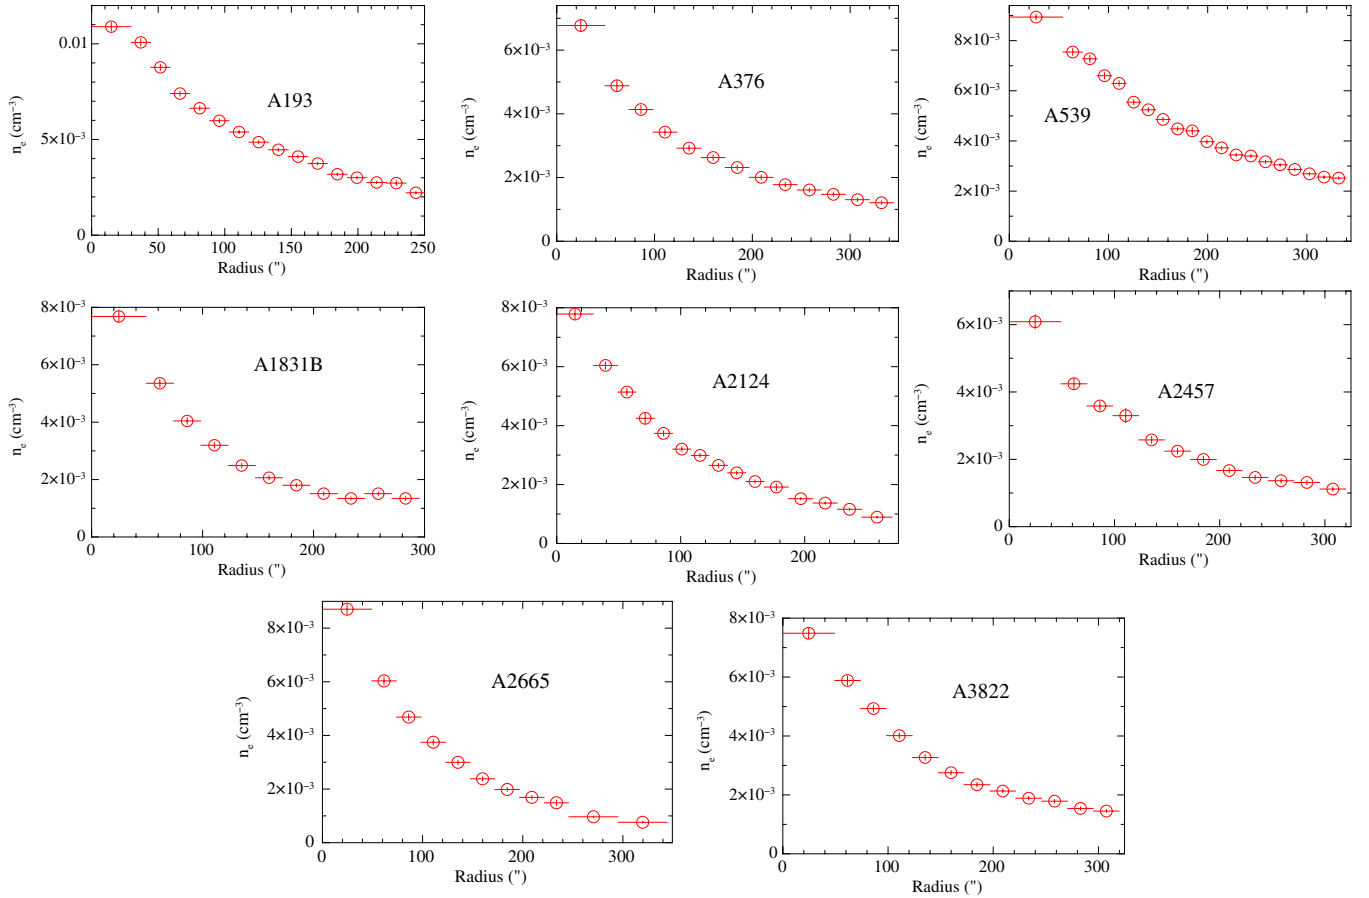 0.01
5×10⁻³
0
n_e (cm⁻³)
A193
0 50 100 150 200 250
Radius (")
6×10⁻³
4×10⁻³
2×10⁻³
0
n_e (cm⁻³)
A376
0 100 200 300
Radius (")
8×10⁻³
6×10⁻³
4×10⁻³
2×10⁻³
0
n_e (cm⁻³)
A539
0 100 200 300
Radius (")
8×10⁻³
6×10⁻³
4×10⁻³
2×10⁻³
0
n_e (cm⁻³)
A1831B
0 100 200 300
Radius (")
8×10⁻³
6×10⁻³
4×10⁻³
2×10⁻³
0
n_e (cm⁻³)
A2124
0 100 200
Radius (")
6×10⁻³
4×10⁻³
2×10⁻³
0
n_e (cm⁻³)
A2457
0 100 200 300
Radius (")
8×10⁻³
6×10⁻³
4×10⁻³
2×10⁻³
0
n_e (cm⁻³)
A2665
0 100 200 300
Radius (")
8×10⁻³
6×10⁻³
4×10⁻³
2×10⁻³
0
n_e (cm⁻³)
A3822
0 100 200 300
Radius (")